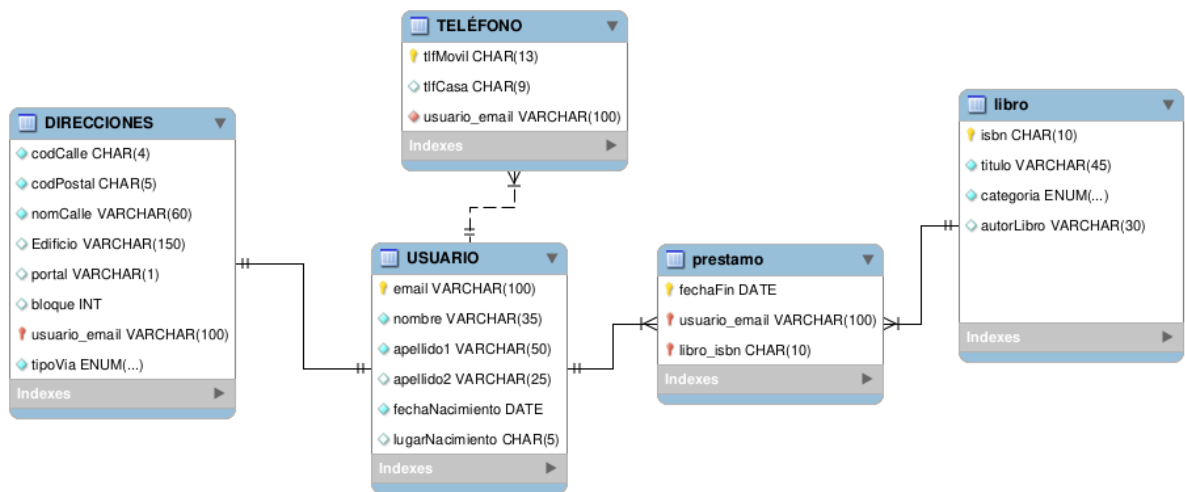 TELÉFONO
tlfMovil CHAR(13)
tlfCasa CHAR(9)
usuario_email VARCHAR(100)
Indexes
DIRECCIONES
codCalle CHAR(4)
codPostal CHAR(5)
nomCalle VARCHAR(60)
Edificio VARCHAR(150)
portal VARCHAR(1)
bloque INT
usuario_email VARCHAR(100)
tipoVia ENUM(...)
Indexes
USUARIO
email VARCHAR(100)
nombre VARCHAR(35)
apellido1 VARCHAR(50)
apellido2 VARCHAR(25)
fechaNacimiento DATE
lugarNacimiento CHAR(5)
Indexes
prestamo
fechaFin DATE
usuario_email VARCHAR(100)
libro_isbn CHAR(10)
Indexes
libro
isbn CHAR(10)
titulo VARCHAR(45)
categoria ENUM(...)
autorLibro VARCHAR(30)
Indexes